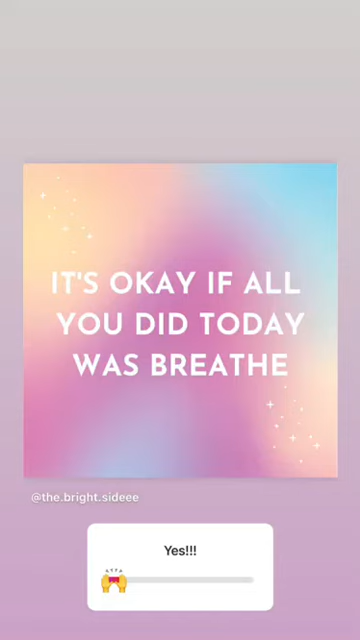 IT'S OKAY IF ALL
YOU DID TODAY
WAS BREATHE
@the.bright.sideee
Yes!!!